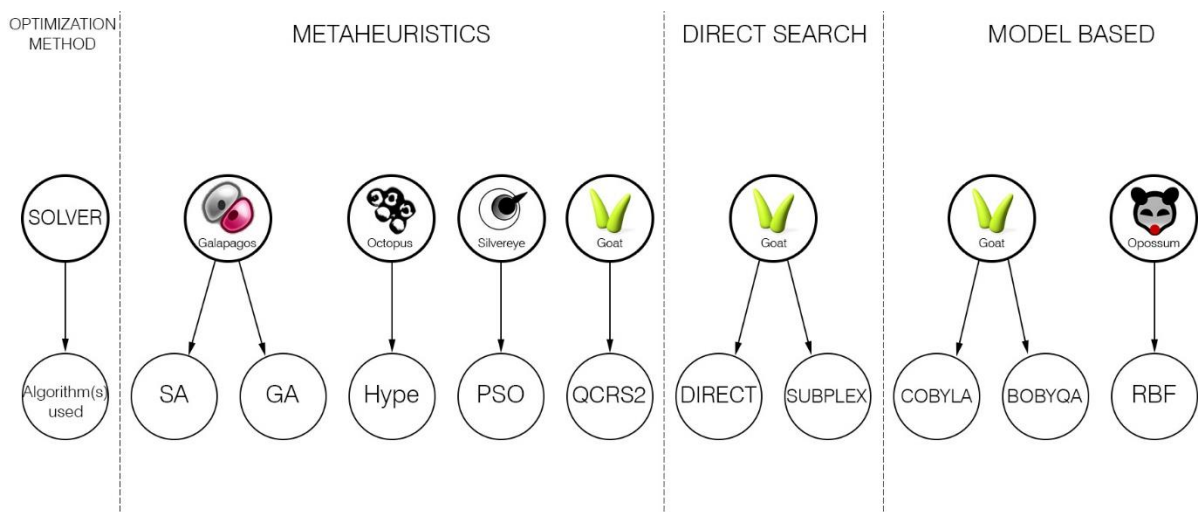 OPTIMIZATION
METHOD
METAHEURISTICS
DIRECT SEARCH
MODEL BASED
SOLVER
Galapagos
Octopus
Silvereye
Goat
Goat
Goat
Opossum
Algorithm(s)
used
SA
GA
Hype
PSO
QCRS2
DIRECT
SUBPLEX
COBYLA
BOBYQA
RBF